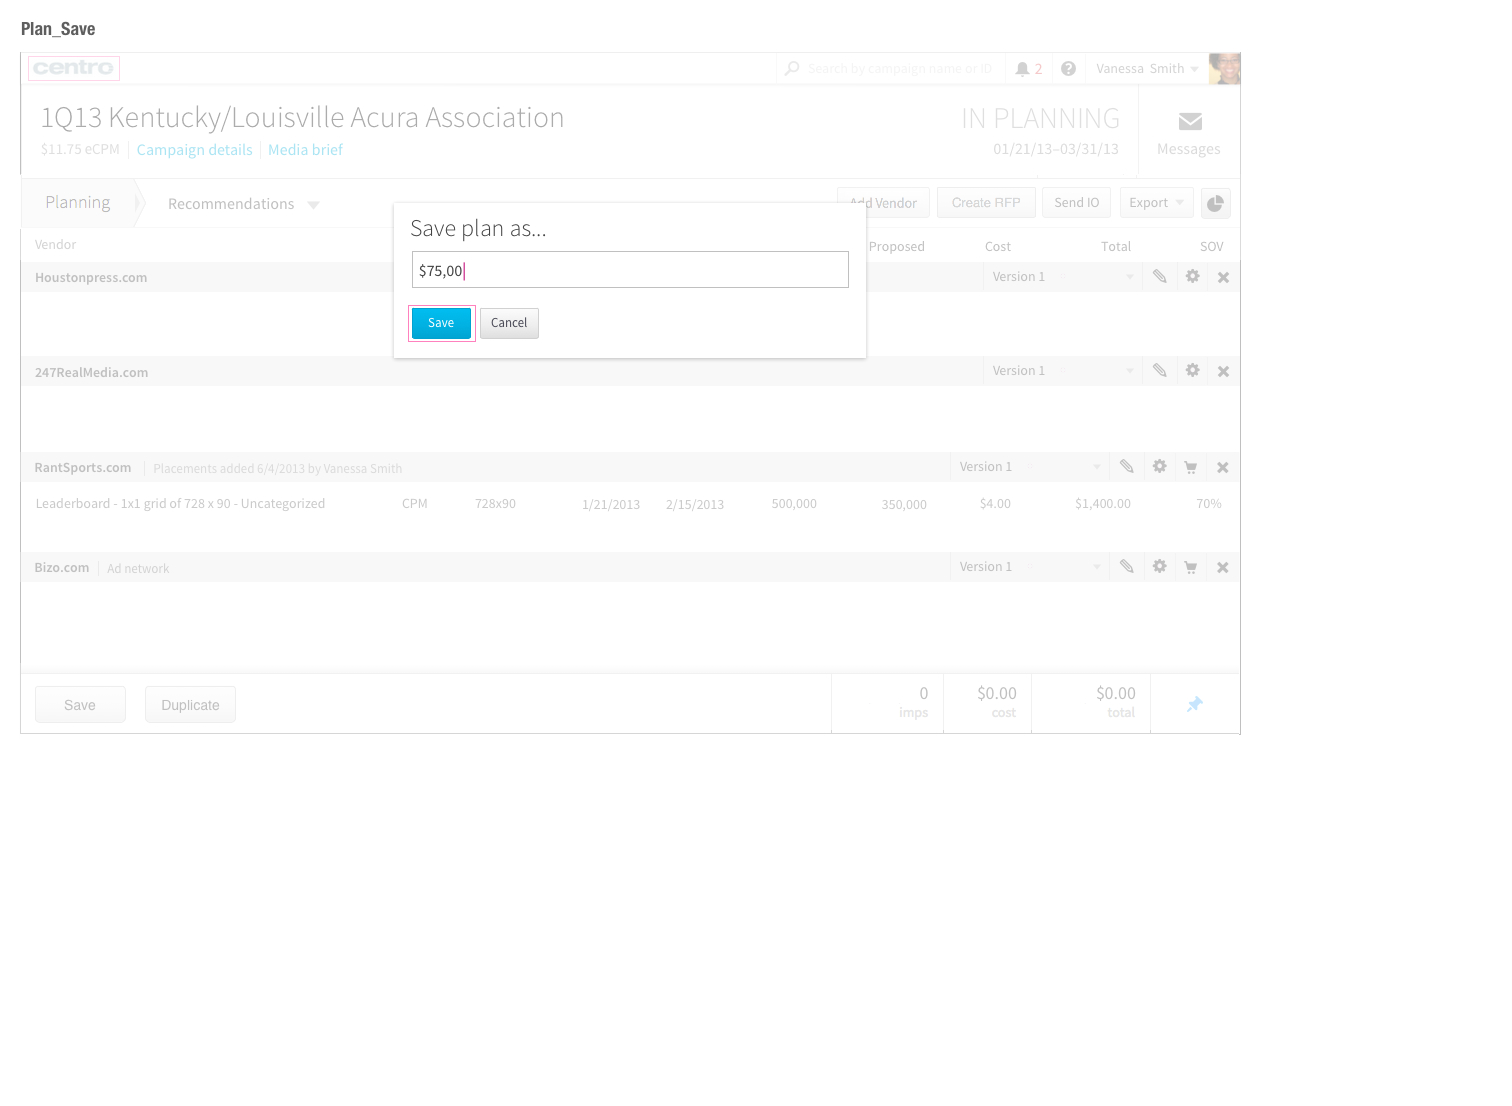 Plan_Save
centro
Search by campaign name or ID
2
Vanessa Smith
1Q13 Kentucky/Louisville Acura Association
IN PLANNING
$11.75 eCPM
Campaign details
Media brief
01/21/13–03/31/13
Messages
Planning
Recommendations
Add Vendor
Create RFP
Send IO
Export
Save plan as...
$75,00
Save
Cancel
Vendor
Proposed
Cost
Total
SOV
Houstonpress.com
Version 1
247RealMedia.com
Version 1
RantSports.com
Placements added 6/4/2013 by Vanessa Smith
Version 1
Leaderboard - 1x1 grid of 728 x 90 - Uncategorized
CPM
728x90
1/21/2013
2/15/2013
500,000
350,000
$4.00
$1,400.00
70%
Bizo.com
Ad network
Version 1
Save
Duplicate
0
imps
$0.00
cost
$0.00
total